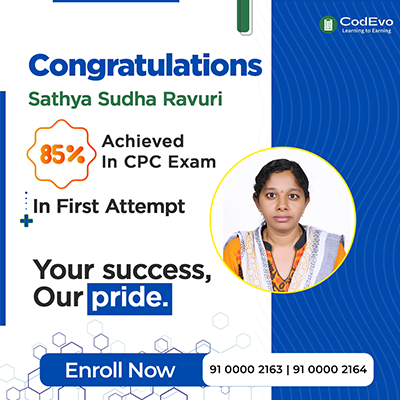 CodEvo
Learning to Earning
Congratulations
Sathya Sudha Ravuri
85%
Achieved
In CPC Exam
In First Attempt
Your success,
Our pride.
Enroll Now
91 0000 2163 | 91 0000 2164